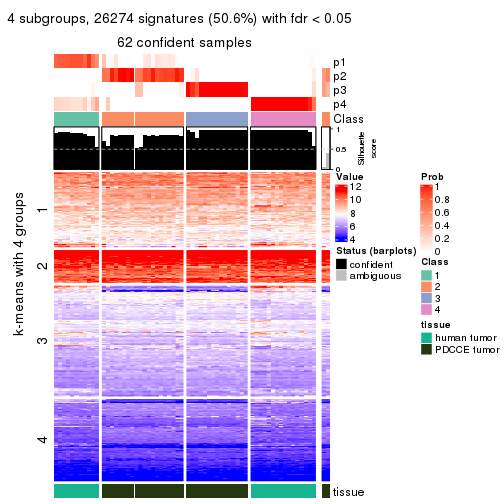 4 subgroups, 26274 signatures (50.6%) with fdr < 0.05
62 confident samples
p1
p2
p3
p4
Class
1
0.5
0
Silhouette
score
k-means with 4 groups
1
2
3
4
tissue
Value
12
10
8
6
4
Status (barplots)
confident
ambiguous
Prob
1
0.8
0.6
0.4
0.2
0
Class
1
2
3
4
tissue
human tumor
PDCCE tumor